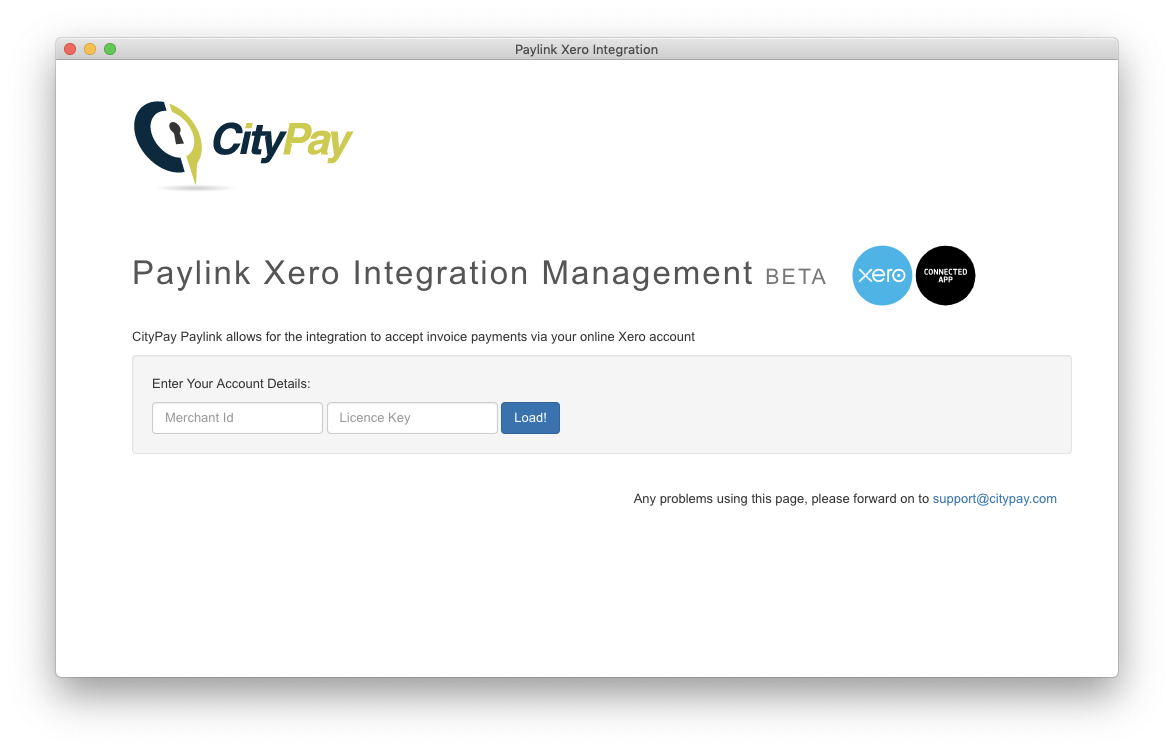 Paylink Xero Integration
CityPay
Paylink Xero Integration Management BETA
xero
CONNECTED
APP
CityPay Paylink allows for the integration to accept invoice payments via your online Xero account
Enter Your Account Details:
Merchant Id Licence Key Load!
Any problems using this page, please forward on to support@citypay.com